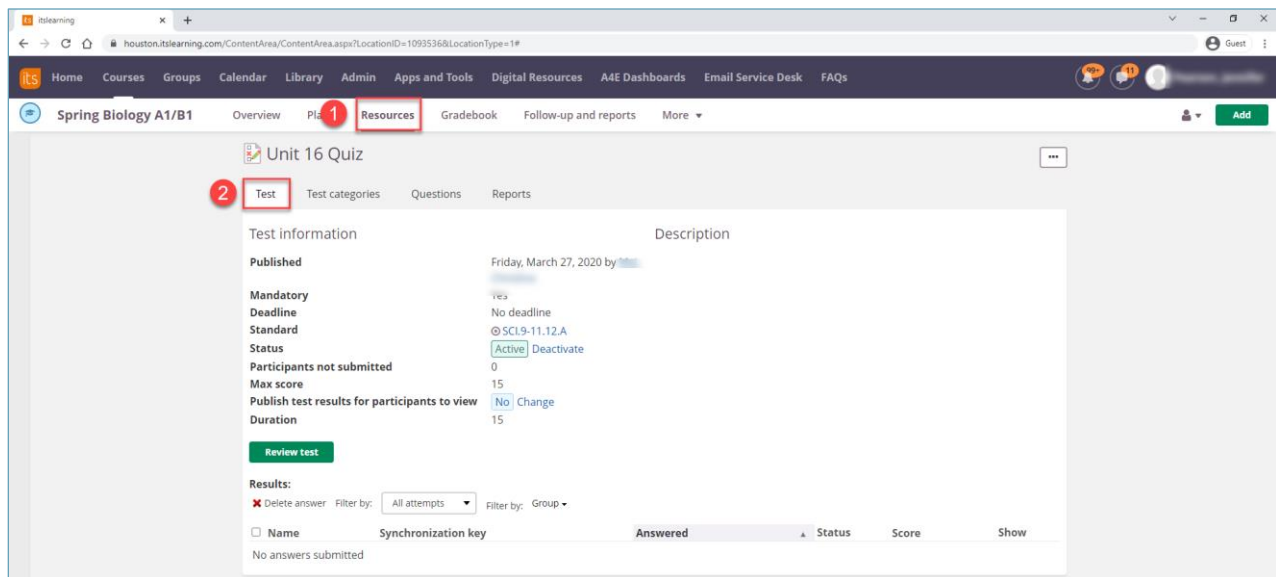 its itslearning
houston.itslearning.com/ContentArea/ContentArea.aspx?LocationID=1093536&LocationType=1# Guest
its Home Courses Groups Calendar Library Admin Apps and Tools Digital Resources A4E Dashboards Email Service Desk FAQs 99+ 11
Spring Biology A1/B1 Overview 1 Resources Gradebook Follow-up and reports More Add
Unit 16 Quiz
2 Test Test categories Questions Reports
Test information Description
Published Friday, March 27, 2020 by
Mandatory Yes
Deadline No deadline
Standard SCI.9-11.12.A
Status Active Deactivate
Participants not submitted 0
Max score 15
Publish test results for participants to view No Change
Duration 15
Review test
Results:
Delete answer Filter by: All attempts Filter by: Group
Name Synchronization key Answered Status Score Show
No answers submitted